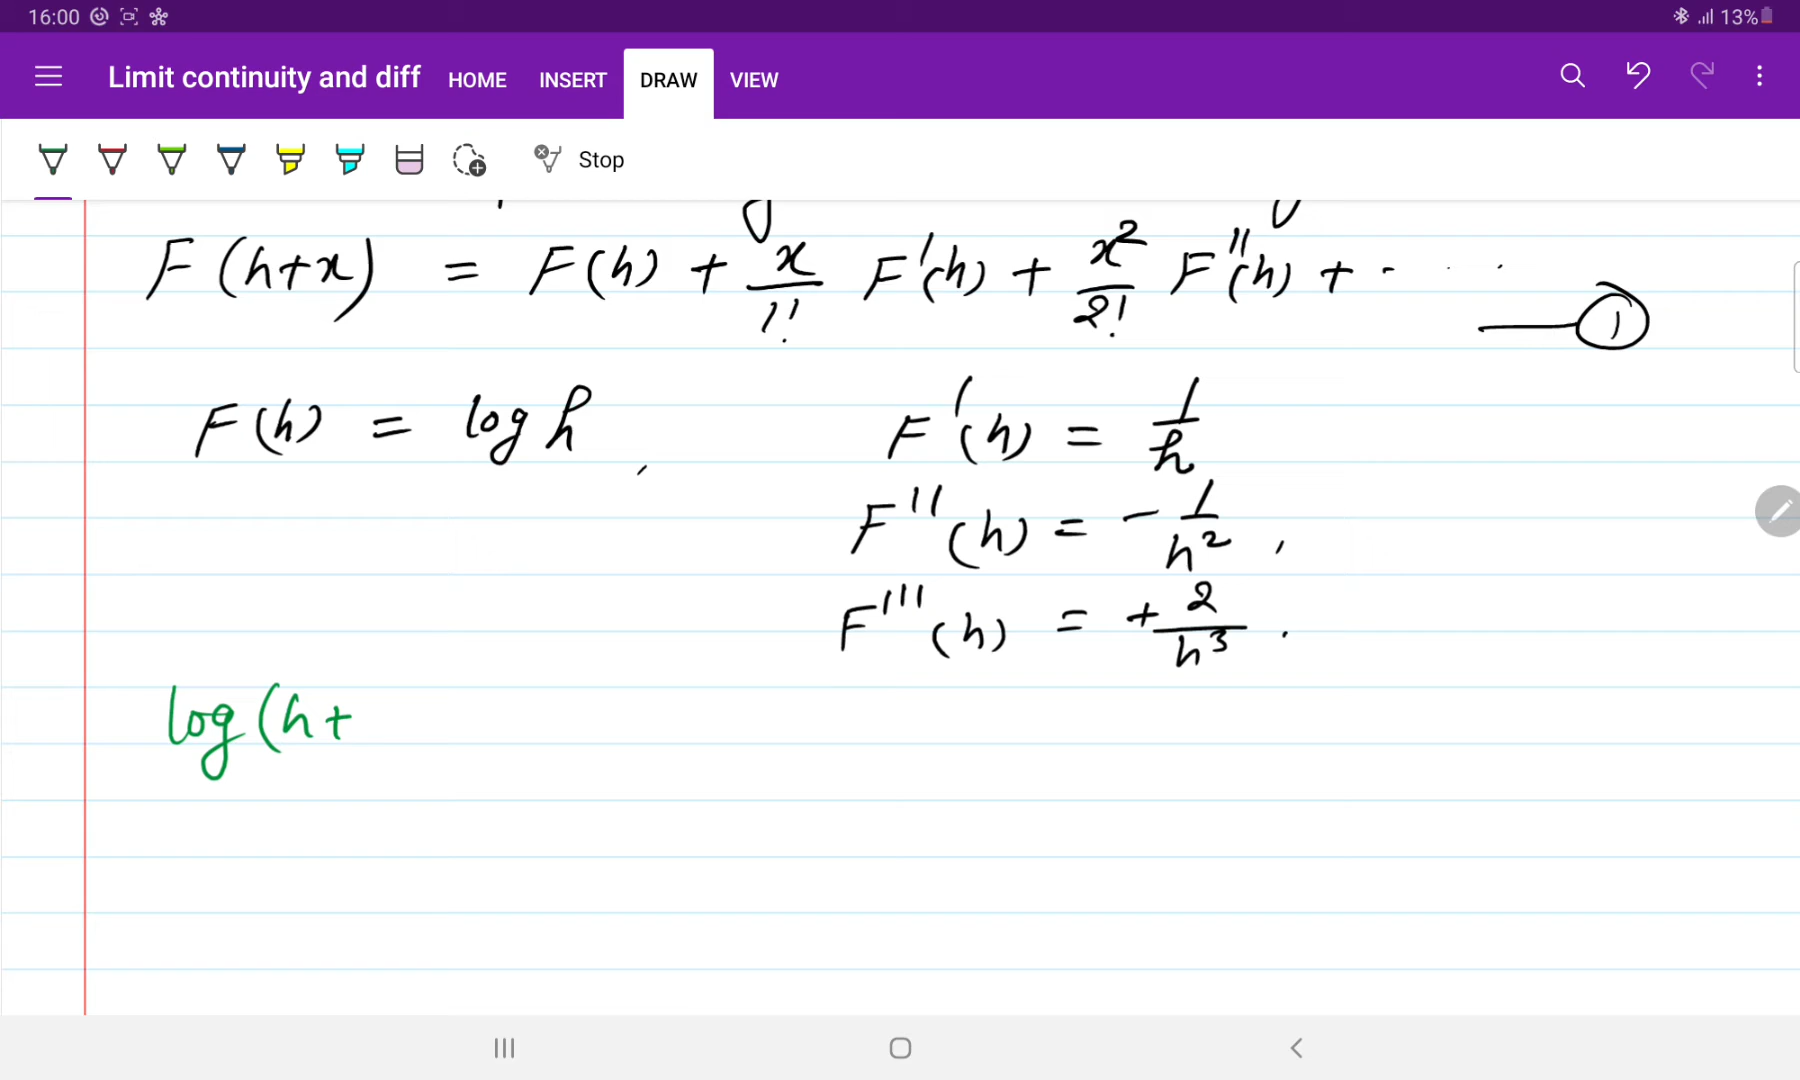 16:00 13%
Limit continuity and diff HOME INSERT DRAW VIEW
Stop
F(h+x) = F(h) + x/1! F'(h) + x²/2! F''(h) + - . . .
1
F(h) = log h , F'(h) = 1/h
F''(h) = - 1/h² ,
F'''(h) = + 2/h³ .
log(h+